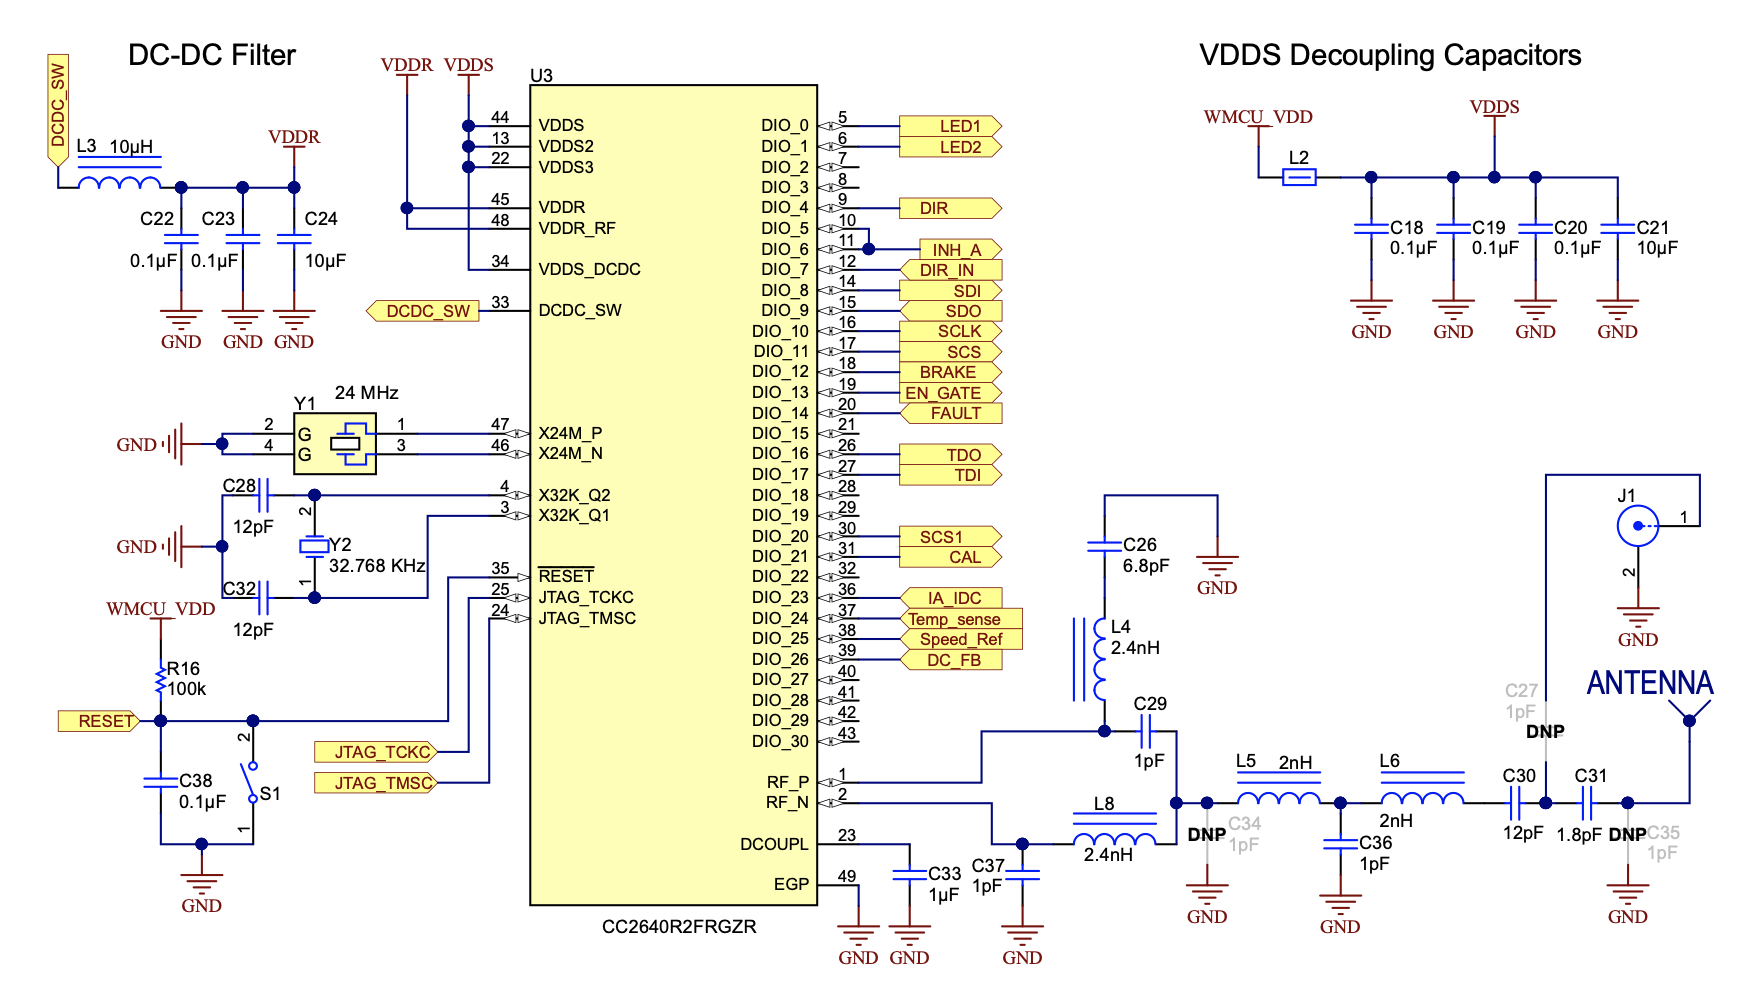 DC-DC Filter
VDDS Decoupling Capacitors
DCDC_SW
L3 10µH
VDDR
C22
0.1µF
C23
0.1µF
C24
10µF
GND
GND
GND
VDDR
VDDS
U3
44 VDDS
13 VDDS2
22 VDDS3
45 VDDR
48 VDDR_RF
34 VDDS_DCDC
DCDC_SW 33 DCDC_SW
24 MHz
Y1
GND
2 G 1
4 G 3
47 X24M_P
46 X24M_N
C28
12pF
4 X32K_Q2
3 X32K_Q1
GND
2
Y2
32.768 KHz
1
C32
12pF
35 RESET
25 JTAG_TCKC
24 JTAG_TMSC
WMCU_VDD
R16
100k
RESET
JTAG_TCKC
JTAG_TMSC
C38
0.1µF
2
S1
1
GND
DIO_0 5 LED1
DIO_1 6 LED2
DIO_2 7
DIO_3 8
DIO_4 9 DIR
DIO_5 10
DIO_6 11 INH_A
DIO_7 12 DIR_IN
DIO_8 14 SDI
DIO_9 15 SDO
DIO_10 16 SCLK
DIO_11 17 SCS
DIO_12 18 BRAKE
DIO_13 19 EN_GATE
DIO_14 20 FAULT
DIO_15 21
DIO_16 26 TDO
DIO_17 27 TDI
DIO_18 28
DIO_19 29
DIO_20 30 SCS1
DIO_21 31 CAL
DIO_22 32
DIO_23 36 IA_IDC
DIO_24 37 Temp_sense
DIO_25 38 Speed_Ref
DIO_26 39 DC_FB
DIO_27 40
DIO_28 41
DIO_29 42
DIO_30 43
RF_P 1
RF_N 2
DCOUPL 23
EGP 49
CC2640R2FRGZR
GND
C33
1µF
GND
C37
1pF
GND
WMCU_VDD
L2
VDDS
C18
0.1µF
C19
0.1µF
C20
0.1µF
C21
10µF
GND
GND
GND
GND
C26
6.8pF
GND
L4
2.4nH
C29
1pF
L8
2.4nH
DNP
C34
1pF
GND
L5 2nH
C36
1pF
GND
L6
2nH
C30
12pF
C27
1pF
DNP
C31
1.8pF
DNP
C35
1pF
GND
J1
1
2
GND
ANTENNA